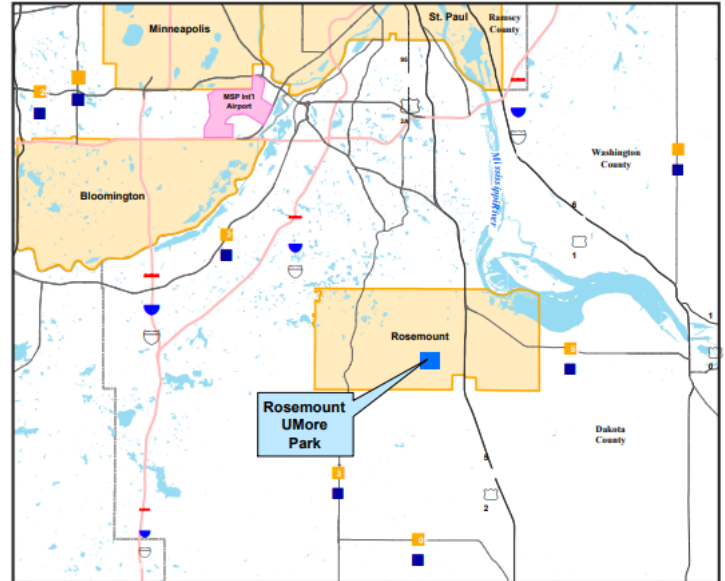 Minneapolis
St. Paul
Ramsey
County
MSP Int'l
Airport
Bloomington
Mississippi River
Washington
County
Rosemount
Rosemount
UMore
Park
Dakota
County